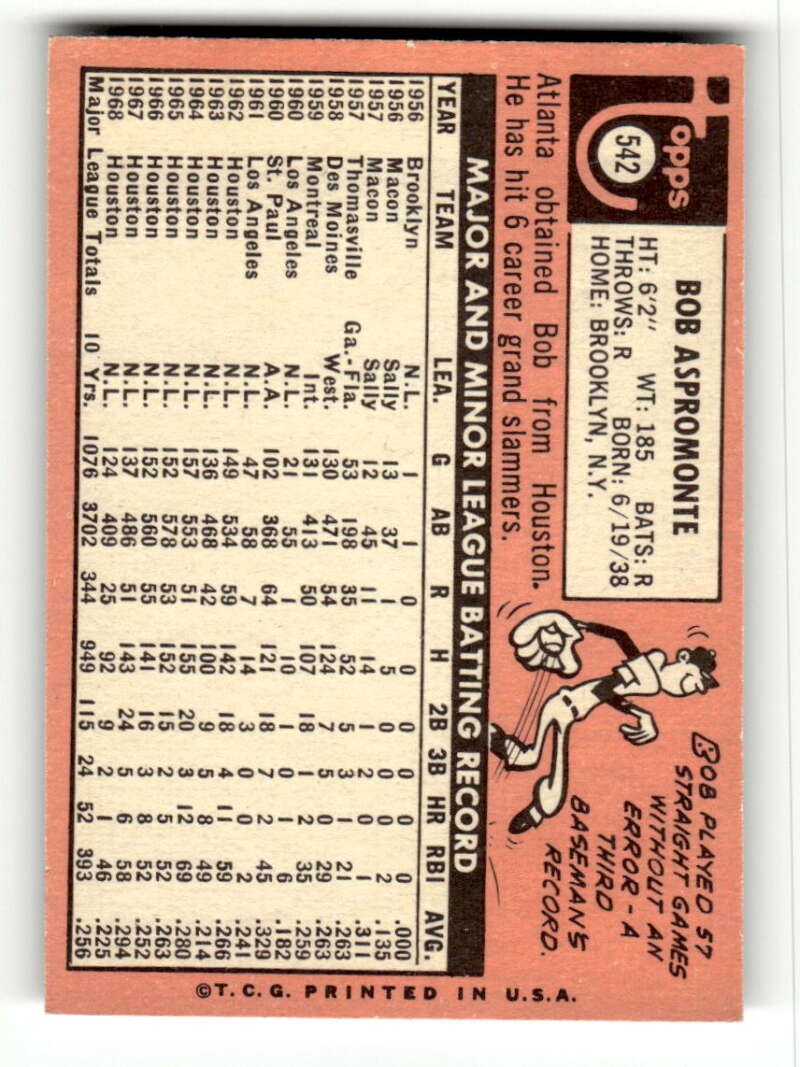 Topps
542
BOB ASPROMONTE
HT: 6'2" WT: 185 BATS: R
THROWS: R BORN: 6/19/38
HOME: BROOKLYN, N.Y.
BOB PLAYED 57
STRAIGHT GAMES
WITHOUT AN
ERROR - A
THIRD
BASEMAN'S
RECORD.
Atlanta obtained Bob from Houston.
He has hit 6 career grand slammers.
MAJOR AND MINOR LEAGUE BATTING RECORD
YEAR TEAM LEA. G AB R H 2B 3B HR RBI AVG.
1956 Brooklyn N.L. 1 1 0 0 0 0 0 0 .000
1956 Macon Sally 13 37 1 5 0 0 0 2 .135
1957 Macon Sally 12 45 11 14 1 2 0 1 .311
1957 Thomasville Ga.-Fla. 53 198 35 52 5 3 1 21 .263
1958 Des Moines West. 130 471 54 124 7 5 0 29 .263
1959 Montreal Int. 131 413 50 107 18 1 2 35 .259
1960 Los Angeles N.L. 21 55 1 10 1 0 1 6 .182
1960 St. Paul A.A. 102 368 64 121 18 7 2 45 .329
1961 Los Angeles N.L. 47 58 7 14 3 0 0 2 .241
1962 Houston N.L. 149 534 59 142 18 4 11 59 .266
1963 Houston N.L. 136 468 42 100 9 5 8 49 .214
1964 Houston N.L. 157 553 51 155 20 3 12 69 .280
1965 Houston N.L. 152 578 53 152 15 2 5 52 .263
1966 Houston N.L. 152 560 55 141 16 3 8 52 .252
1967 Houston N.L. 137 486 51 143 24 5 6 58 .294
1968 Houston N.L. 124 409 25 92 9 2 1 46 .225
Major League Totals 10 Yrs. 1076 3702 344 949 115 24 52 393 .256
©T.C.G. PRINTED IN U.S.A.